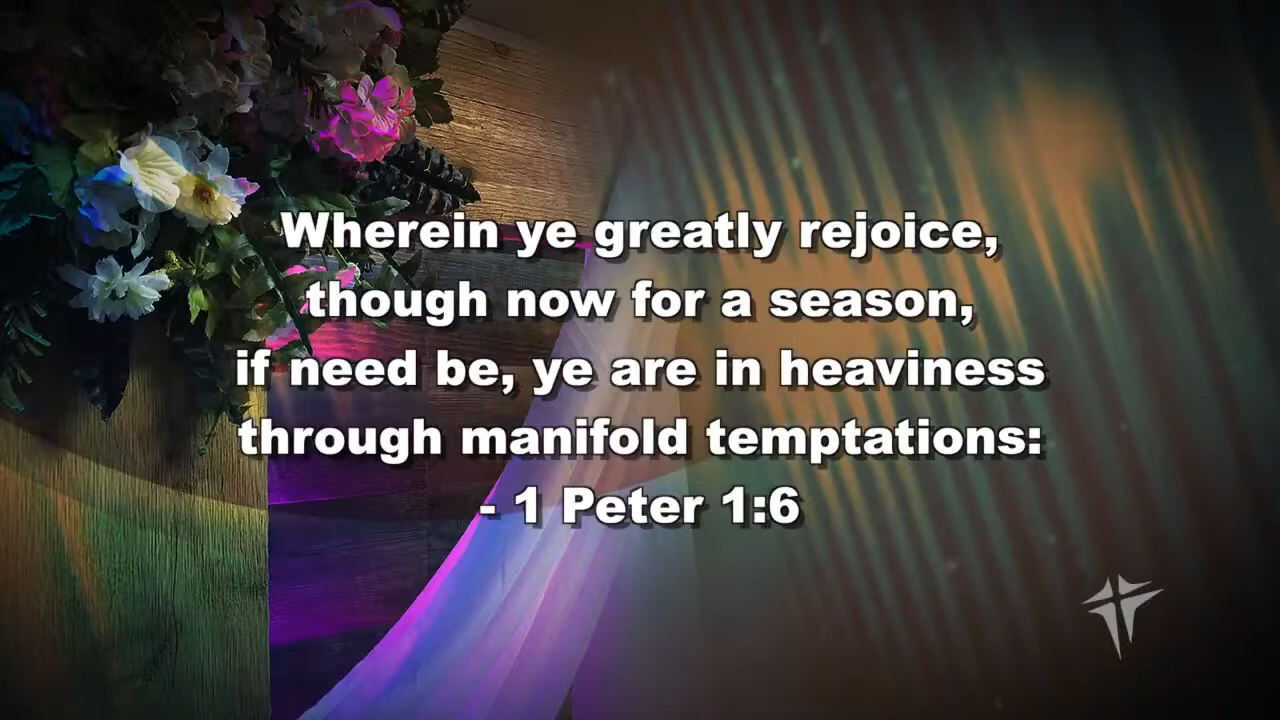 Wherein ye greatly rejoice,
though now for a season,
if need be, ye are in heaviness
through manifold temptations:
- 1 Peter 1:6